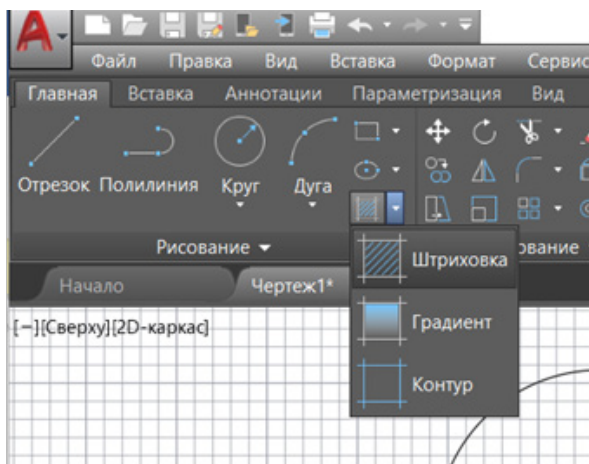 Файл Правка Вид Вставка Формат Сервис
Главная Вставка Аннотации Параметризация Вид
Отрезок Полилиния Круг Дуга
Рисование
Штриховка
Начало Чертеж1*
Градиент
[−][Сверху][2D-каркас]
Контур